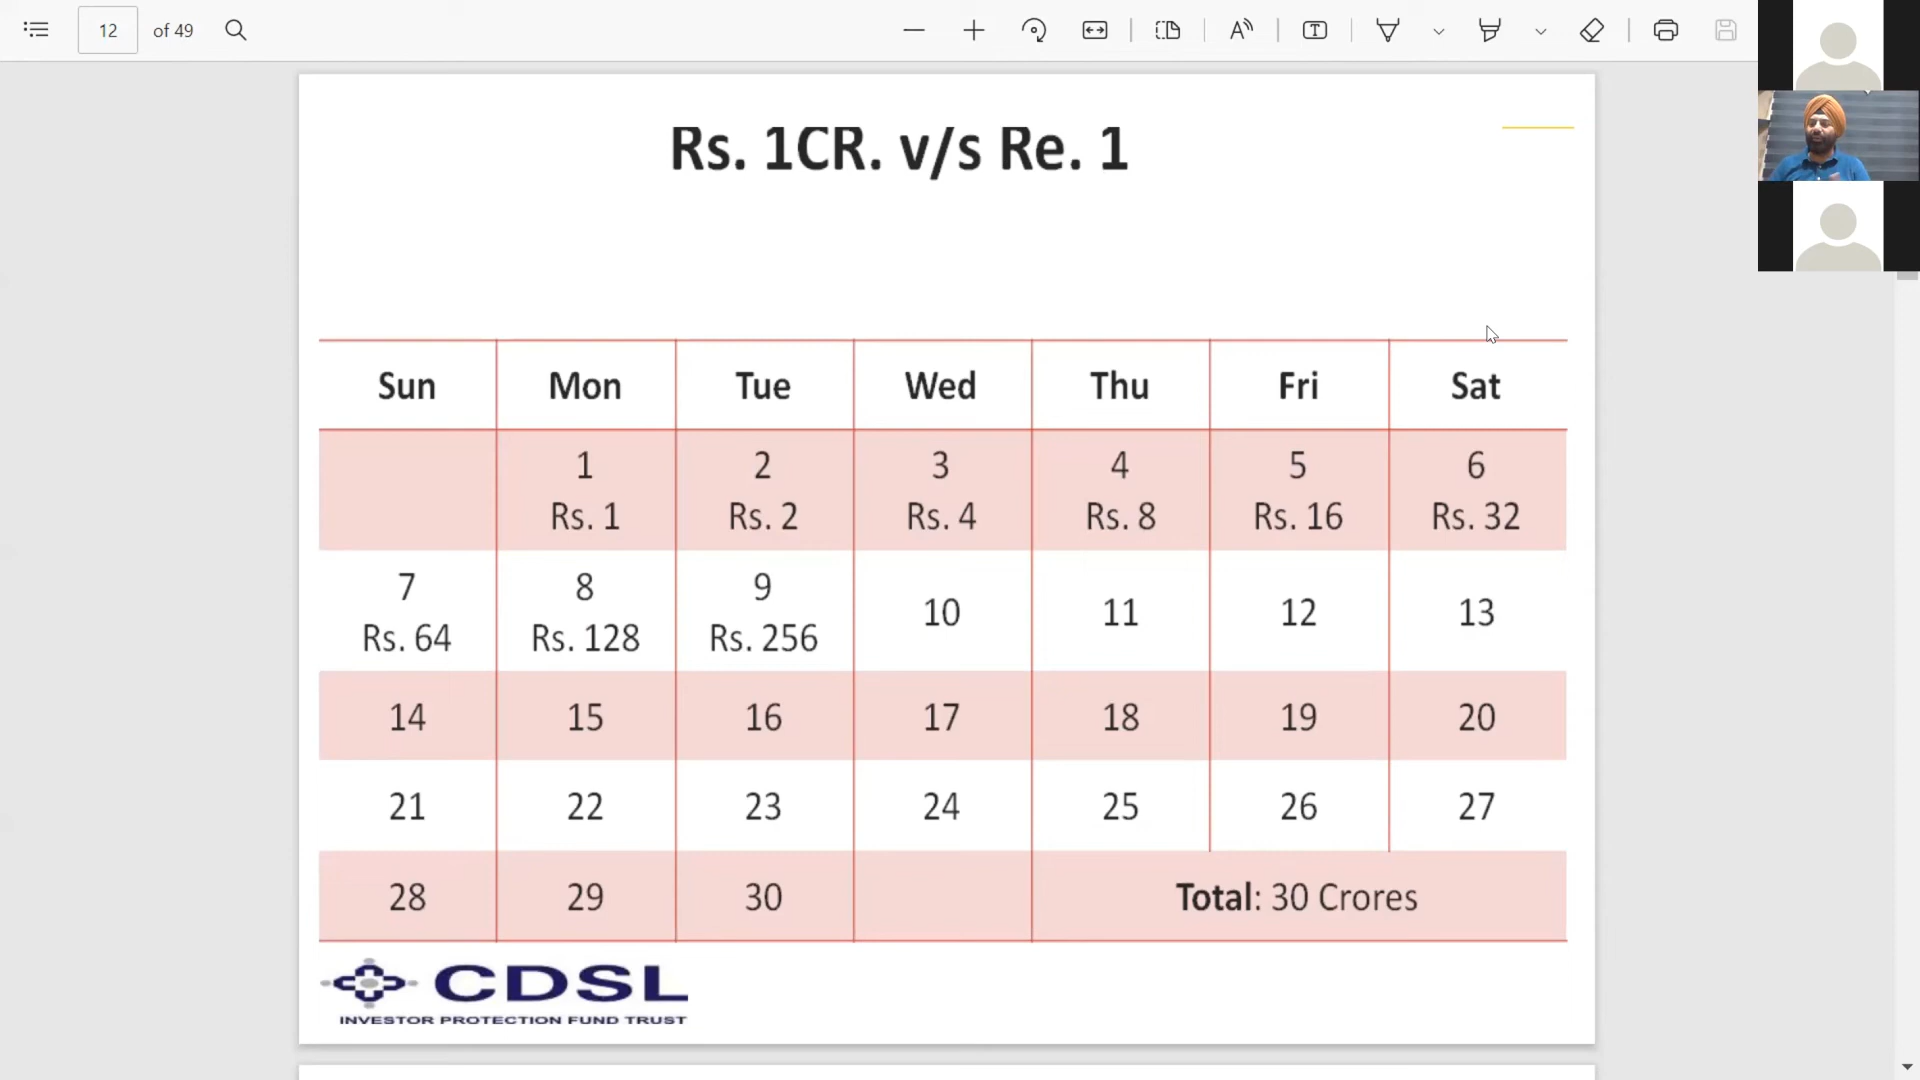 12 of 49
Rs. 1CR. v/s Re. 1
Sun Mon Tue Wed Thu Fri Sat
1 2 3 4 5 6
Rs. 1 Rs. 2 Rs. 4 Rs. 8 Rs. 16 Rs. 32
7 8 9 10 11 12 13
Rs. 64 Rs. 128 Rs. 256
14 15 16 17 18 19 20
21 22 23 24 25 26 27
28 29 30 Total: 30 Crores
CDSL
INVESTOR PROTECTION FUND TRUST